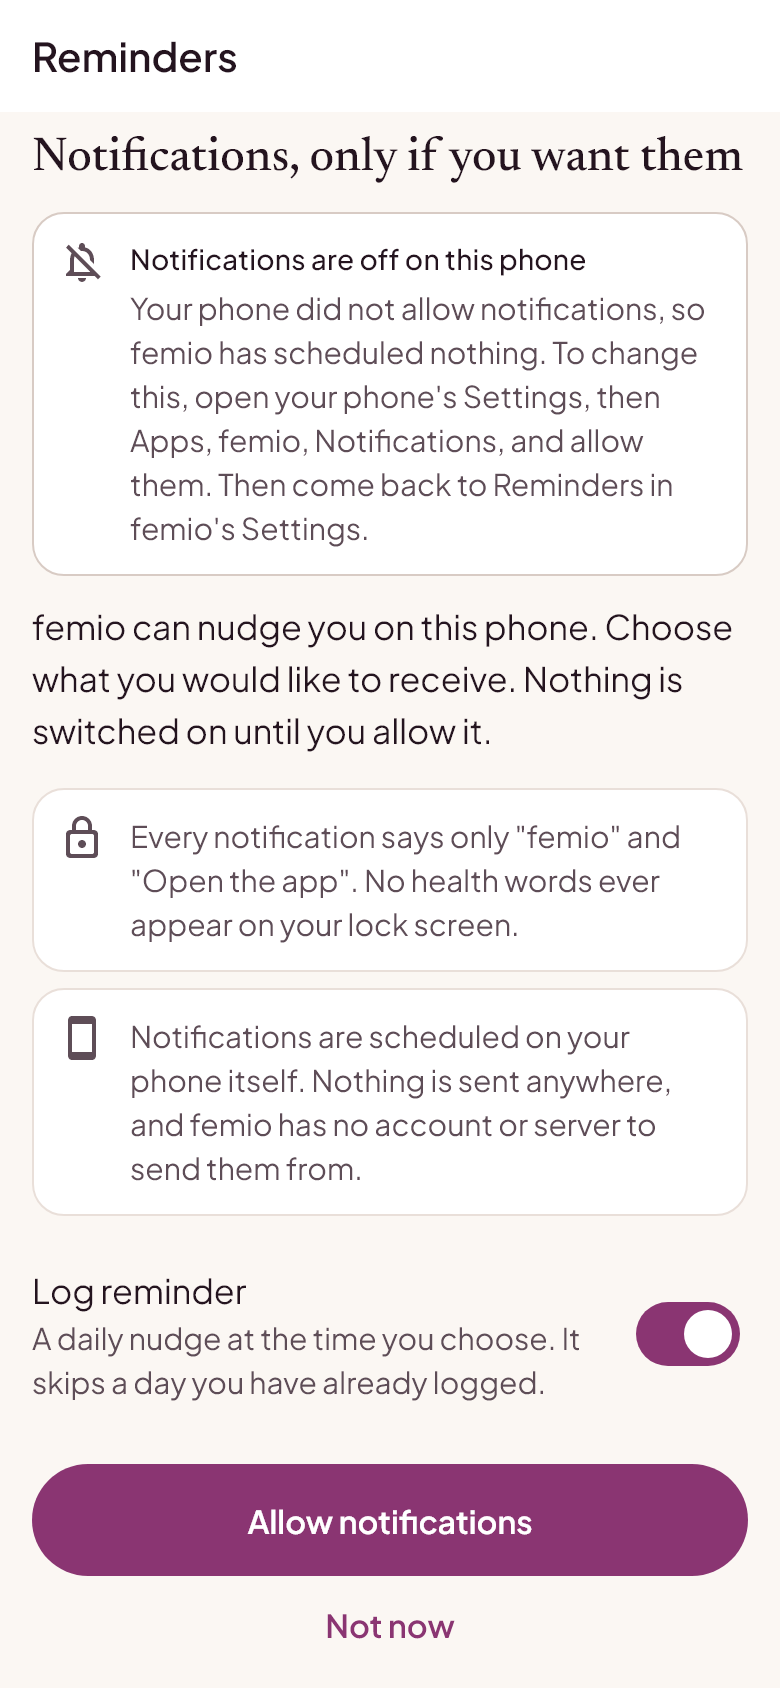 Reminders
Notifications, only if you want them
Notifications are off on this phone
Your phone did not allow notifications, so
femio has scheduled nothing. To change
this, open your phone's Settings, then
Apps, femio, Notifications, and allow
them. Then come back to Reminders in
femio's Settings.
femio can nudge you on this phone. Choose
what you would like to receive. Nothing is
switched on until you allow it.
Every notification says only "femio" and
"Open the app". No health words ever
appear on your lock screen.
Notifications are scheduled on your
phone itself. Nothing is sent anywhere,
and femio has no account or server to
send them from.
Log reminder
A daily nudge at the time you choose. It
skips a day you have already logged.
Allow notifications
Not now